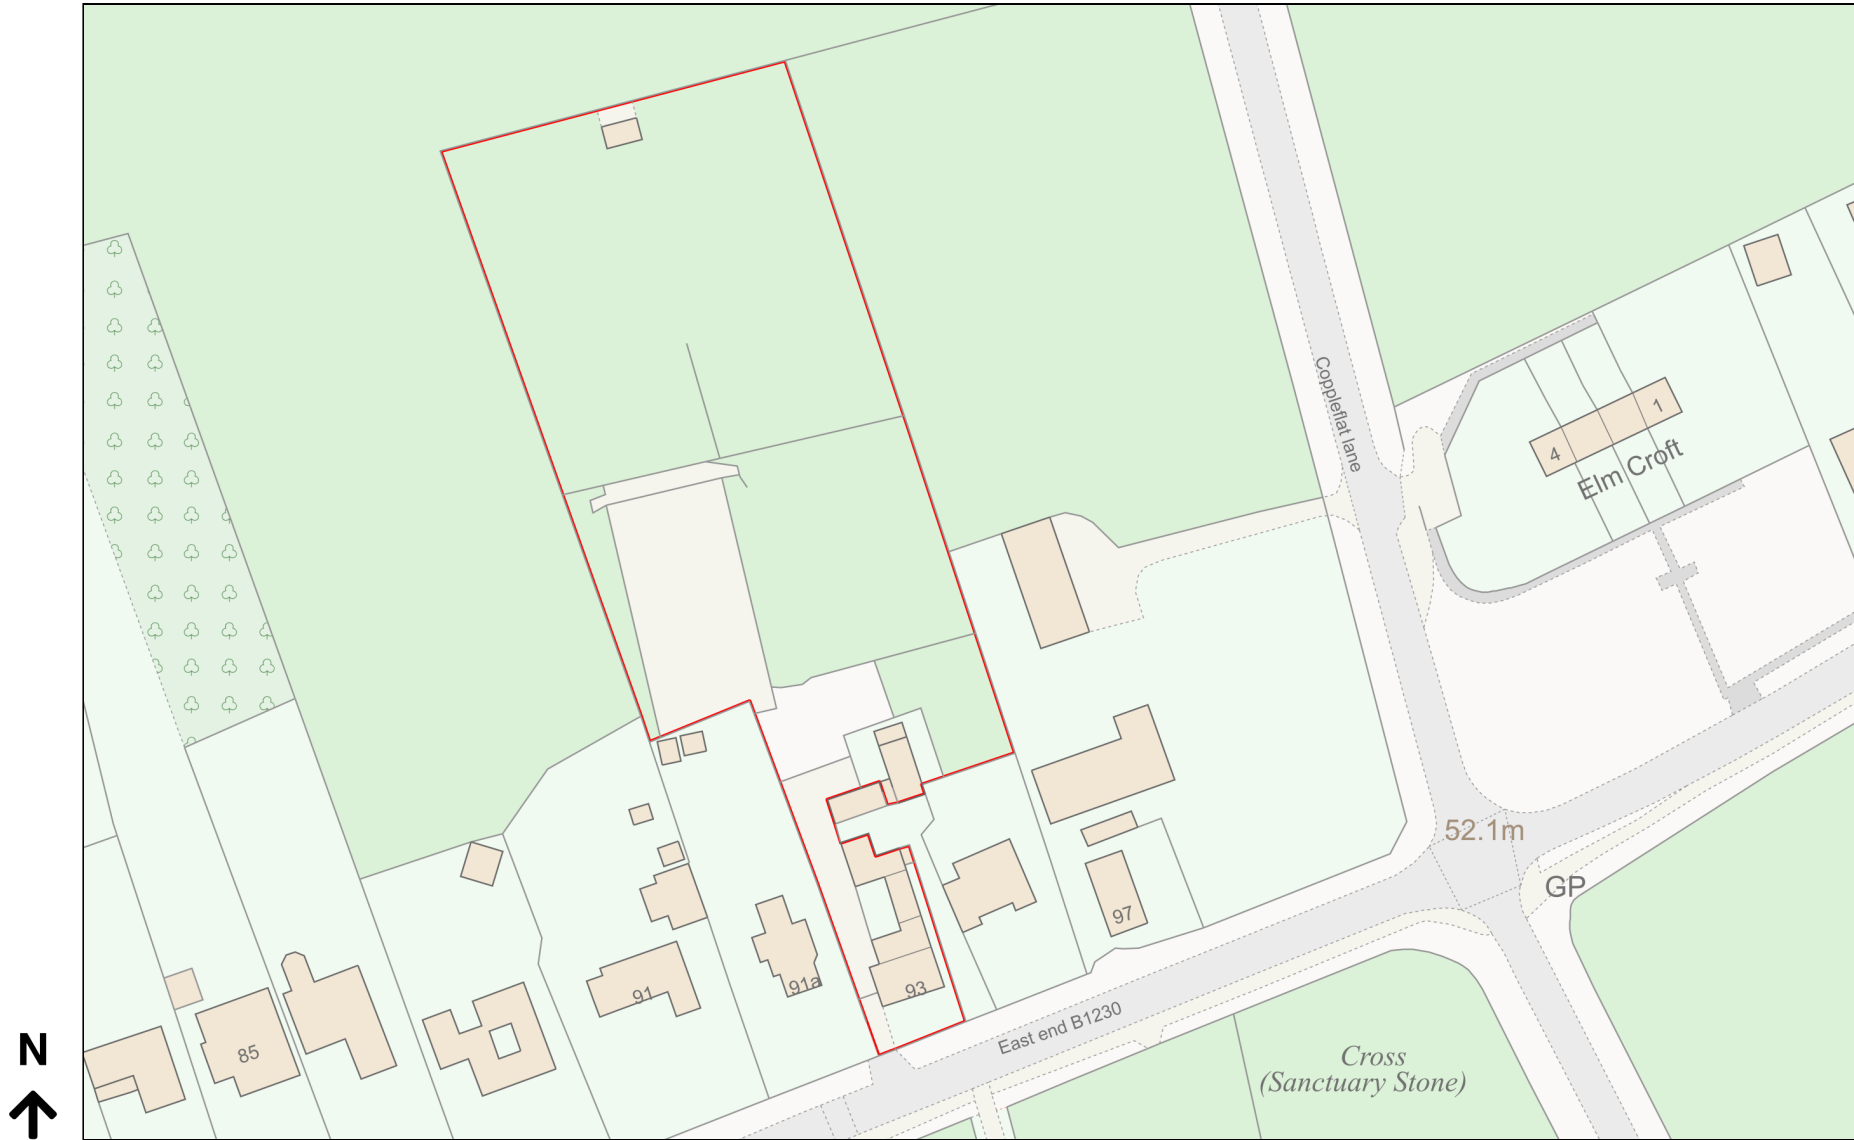 Coppleflat lane
1
4
Elm Croft
52.1m
GP
97
91a
93
91
85
East end B1230
Cross
(Sanctuary Stone)
N